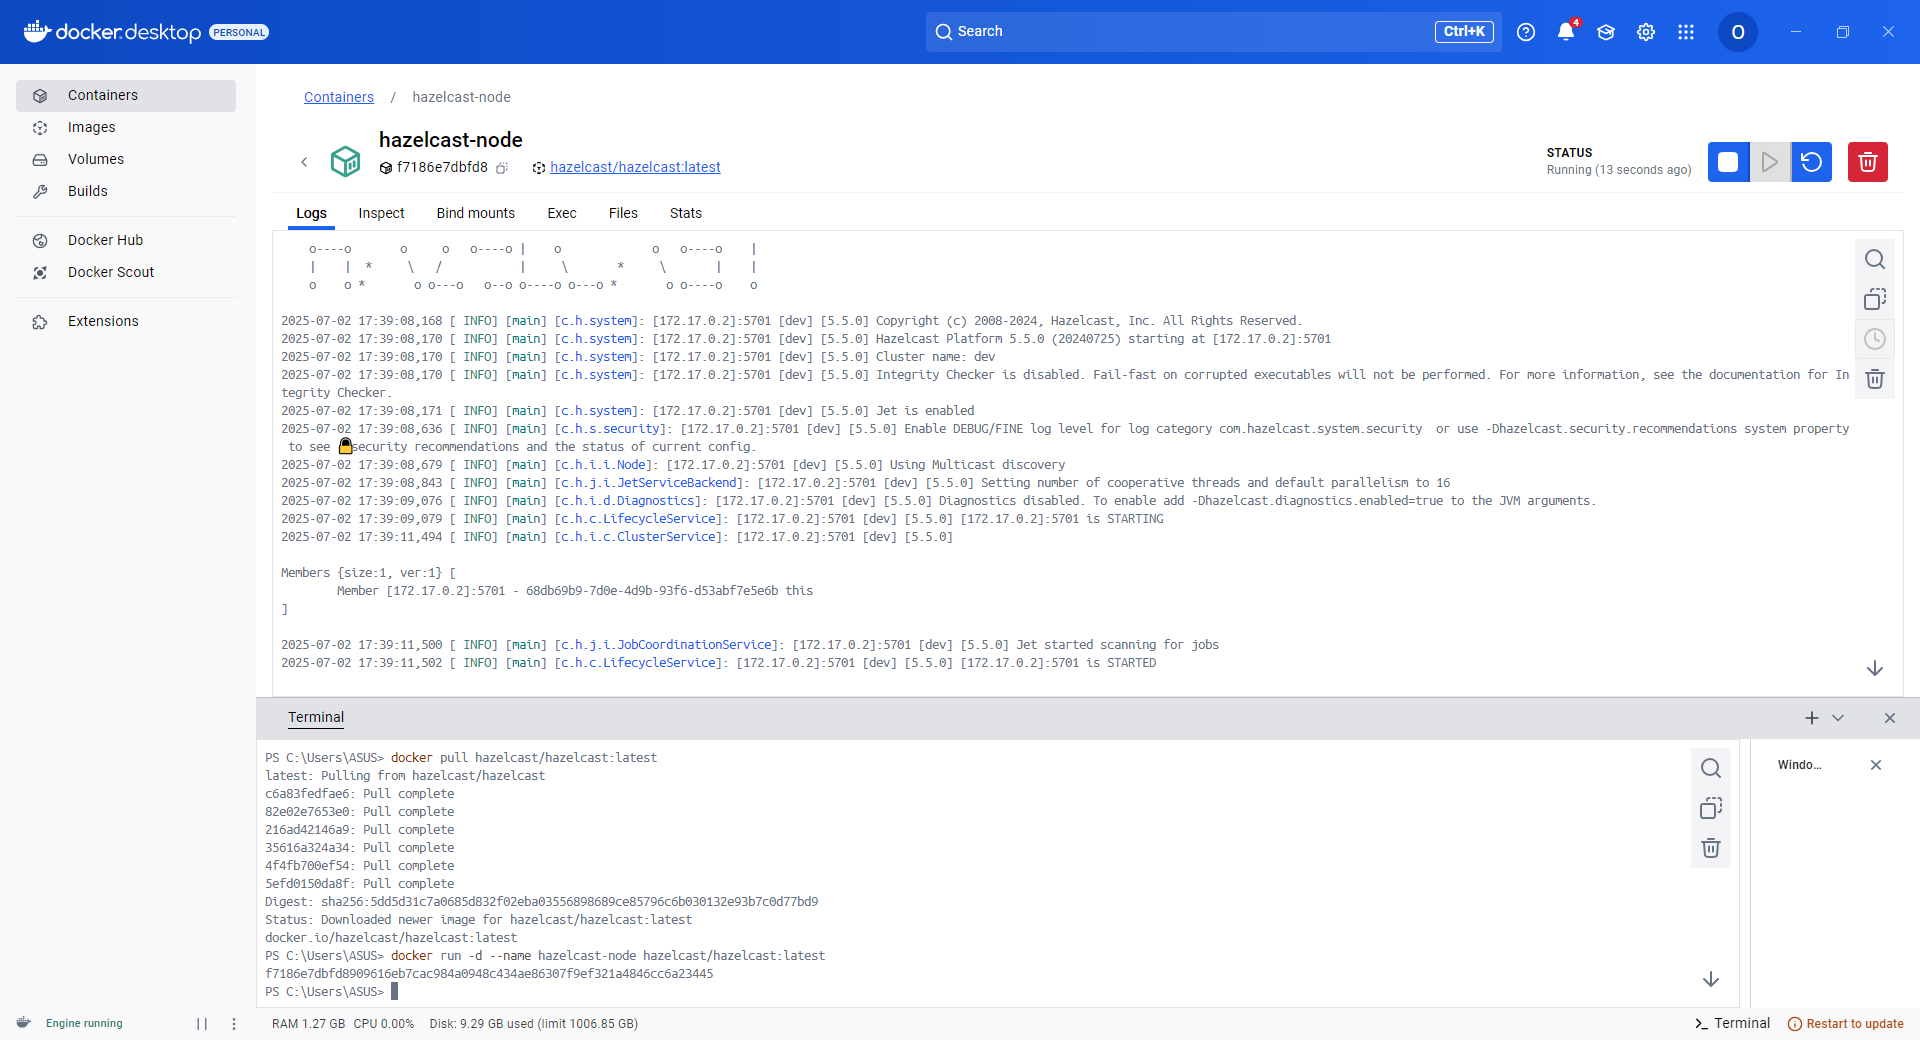 docker.desktop PERSONAL
Search Ctrl+K
4
O
Containers
Images
Volumes
Builds
Docker Hub
Docker Scout
Extensions
Containers / hazelcast-node
hazelcast-node
f7186e7dbfd8 hazelcast/hazelcast:latest
STATUS
Running (13 seconds ago)
Logs Inspect Bind mounts Exec Files Stats
    o----o      o    o   o----o |    o             o   o----o    |
    |    |  *     \   /          |     \       *     \       |    |
    o    o *       o o---o   o--o o----o o---o *       o o----o    o
2025-07-02 17:39:08,168 [ INFO] [main] [c.h.system]: [172.17.0.2]:5701 [dev] [5.5.0] Copyright (c) 2008-2024, Hazelcast, Inc. All Rights Reserved.
2025-07-02 17:39:08,170 [ INFO] [main] [c.h.system]: [172.17.0.2]:5701 [dev] [5.5.0] Hazelcast Platform 5.5.0 (20240725) starting at [172.17.0.2]:5701
2025-07-02 17:39:08,170 [ INFO] [main] [c.h.system]: [172.17.0.2]:5701 [dev] [5.5.0] Cluster name: dev
2025-07-02 17:39:08,170 [ INFO] [main] [c.h.system]: [172.17.0.2]:5701 [dev] [5.5.0] Integrity Checker is disabled. Fail-fast on corrupted executables will not be performed. For more information, see the documentation for In
tegrity Checker.
2025-07-02 17:39:08,171 [ INFO] [main] [c.h.system]: [172.17.0.2]:5701 [dev] [5.5.0] Jet is enabled
2025-07-02 17:39:08,636 [ INFO] [main] [c.h.s.security]: [172.17.0.2]:5701 [dev] [5.5.0] Enable DEBUG/FINE log level for log category com.hazelcast.system.security  or use -Dhazelcast.security.recommendations system property
 to see 🔒security recommendations and the status of current config.
2025-07-02 17:39:08,679 [ INFO] [main] [c.h.i.i.Node]: [172.17.0.2]:5701 [dev] [5.5.0] Using Multicast discovery
2025-07-02 17:39:08,843 [ INFO] [main] [c.h.j.i.JetServiceBackend]: [172.17.0.2]:5701 [dev] [5.5.0] Setting number of cooperative threads and default parallelism to 16
2025-07-02 17:39:09,076 [ INFO] [main] [c.h.i.d.Diagnostics]: [172.17.0.2]:5701 [dev] [5.5.0] Diagnostics disabled. To enable add -Dhazelcast.diagnostics.enabled=true to the JVM arguments.
2025-07-02 17:39:09,079 [ INFO] [main] [c.h.c.LifecycleService]: [172.17.0.2]:5701 [dev] [5.5.0] [172.17.0.2]:5701 is STARTING
2025-07-02 17:39:11,494 [ INFO] [main] [c.h.i.c.ClusterService]: [172.17.0.2]:5701 [dev] [5.5.0]
Members {size:1, ver:1} [
        Member [172.17.0.2]:5701 - 68db69b9-7d0e-4d9b-93f6-d53abf7e5e6b this
]
2025-07-02 17:39:11,500 [ INFO] [main] [c.h.j.i.JobCoordinationService]: [172.17.0.2]:5701 [dev] [5.5.0] Jet started scanning for jobs
2025-07-02 17:39:11,502 [ INFO] [main] [c.h.c.LifecycleService]: [172.17.0.2]:5701 [dev] [5.5.0] [172.17.0.2]:5701 is STARTED
Terminal
Windo...
PS C:\Users\ASUS> docker pull hazelcast/hazelcast:latest
latest: Pulling from hazelcast/hazelcast
c6a83fedfae6: Pull complete
82e02e7653e0: Pull complete
216ad42146a9: Pull complete
35616a324a34: Pull complete
4f4fb700ef54: Pull complete
5efd0150da8f: Pull complete
Digest: sha256:5dd5d31c7a0685d832f02eba03556898689ce85796c6b030132e93b7c0d77bd9
Status: Downloaded newer image for hazelcast/hazelcast:latest
docker.io/hazelcast/hazelcast:latest
PS C:\Users\ASUS> docker run -d --name hazelcast-node hazelcast/hazelcast:latest
f7186e7dbfd8909616eb7cac984a0948c434ae86307f9ef321a4846cc6a23445
PS C:\Users\ASUS>
Engine running
RAM 1.27 GB CPU 0.00% Disk: 9.29 GB used (limit 1006.85 GB)
Terminal Restart to update